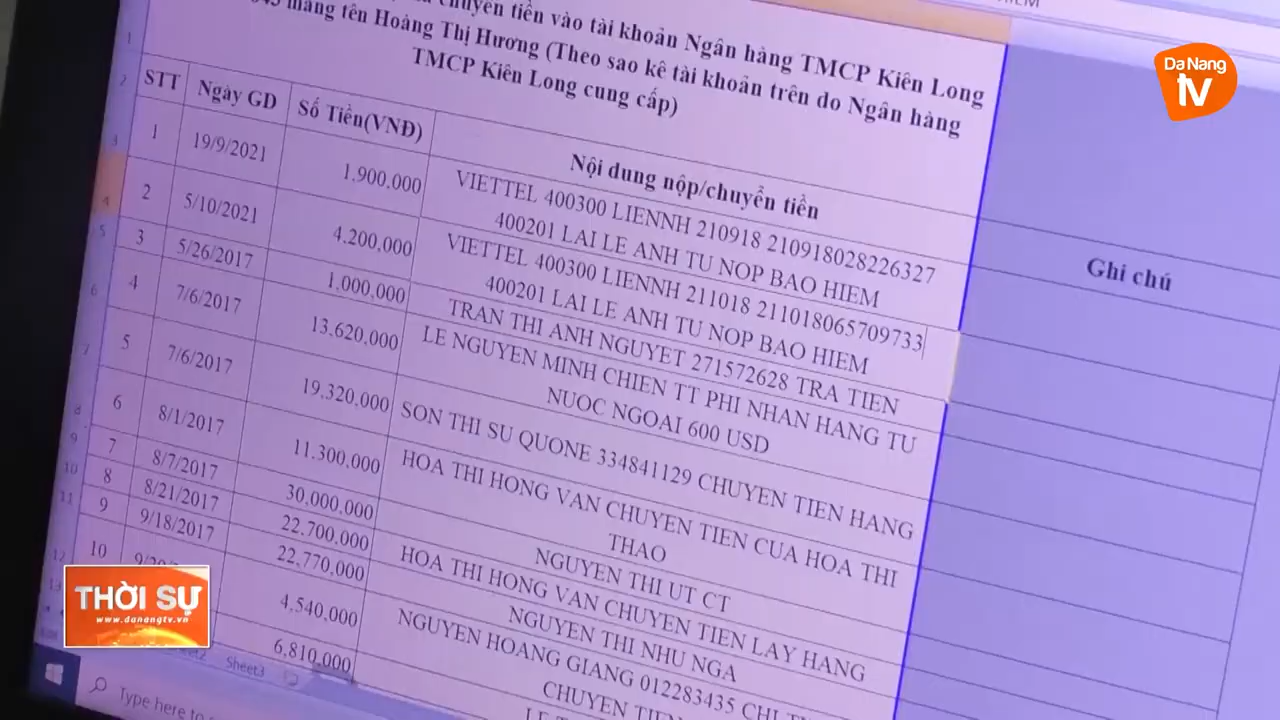 chuyển tiền vào tài khoản Ngân hàng TMCP Kiên Long
mang tên Hoàng Thị Hương (Theo sao kê tài khoản trên do Ngân hàng
TMCP Kiên Long cung cấp)
Da Nang
tv
STT Ngày GD Số Tiền(VNĐ) Nội dung nộp/chuyển tiền Ghi chú
1 19/9/2021 1.900,000 VIETTEL 400300 LIENNH 210918 210918028226327
400201 LAI LE ANH TU NOP BAO HIEM
2 5/10/2021 4.200,000 VIETTEL 400300 LIENNH 211018 211018065709733
400201 LAI LE ANH TU NOP BAO HIEM
3 5/26/2017 1,000,000 TRAN THI ANH NGUYET 271572628 TRA TIEN
4 7/6/2017 13.620,000 LE NGUYEN MINH CHIEN TT PHI NHAN HANG TU
NUOC NGOAI 600 USD
5 7/6/2017 19,320,000 SON THI SU QUONE 334841129 CHUYEN TIEN HANG
6 8/1/2017 11.300,000 HOA THI HONG VAN CHUYEN TIEN CUA HOA THI
THAO
7 8/7/2017 30,000,000 NGUYEN THI UT CT
8 8/21/2017 22.700.000 HOA THI HONG VAN CHUYEN TIEN LAY HANG
9 9/18/2017 22,770,000 NGUYEN THI NHU NGA
10 4,540,000 NGUYEN HOANG GIANG 012283435 CHI
CHUYEN TIEN
6,810,000
Sheet3
Type here to
THỜI SỰ
www.danangtv.vn